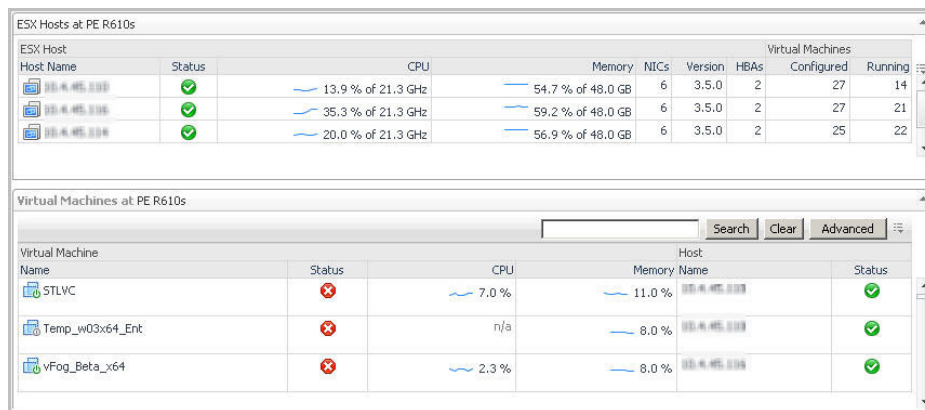 ESX Hosts at PE R610s
ESX Host Virtual Machines
Host Name Status CPU Memory NICs Version HBAs Configured Running
13.9 % of 21.3 GHz 54.7 % of 48.0 GB 6 3.5.0 2 27 14
35.3 % of 21.3 GHz 59.2 % of 48.0 GB 6 3.5.0 2 27 21
20.0 % of 21.3 GHz 56.9 % of 48.0 GB 6 3.5.0 2 25 22
Virtual Machines at PE R610s
Search Clear Advanced
Virtual Machine Host
Name Status CPU Memory Name Status
STLVC 7.0 % 11.0 %
Temp_w03x64_Ent n/a 8.0 %
vFog_Beta_x64 2.3 % 8.0 %